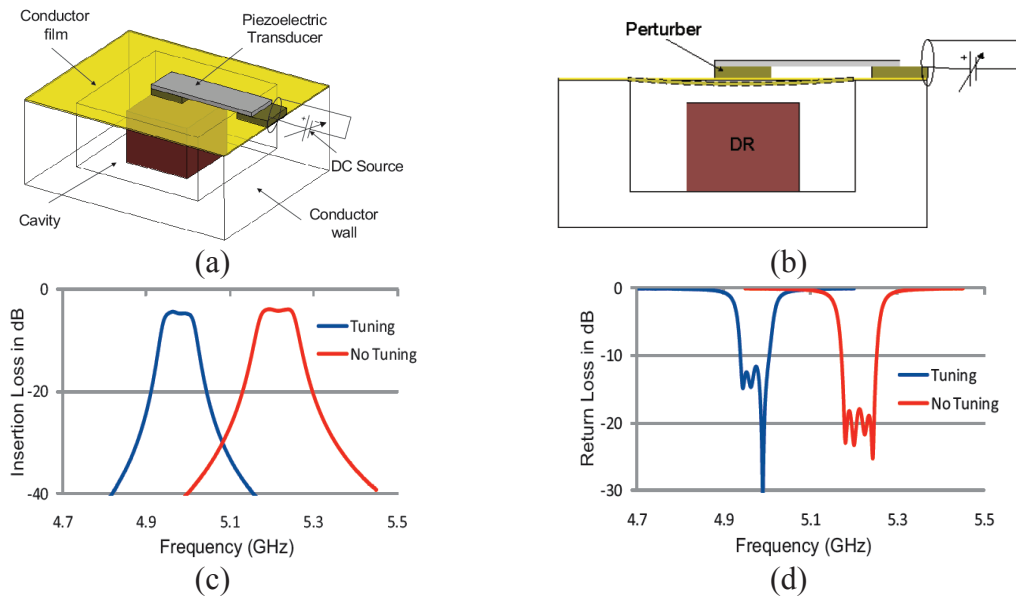 Conductor
film
Piezoelectric
Transducer
+
DC Source
Cavity
Conductor
wall
(a)
Perturber
+
DR
(b)
Insertion Loss in dB
0
-20
-40
4.7 4.9 5.1 5.3 5.5
Frequency (GHz)
Tuning
No Tuning
(c)
Return Loss in dB
0
-10
-20
-30
4.7 4.9 5.1 5.3 5.5
Frequency (GHz)
Tuning
No Tuning
(d)